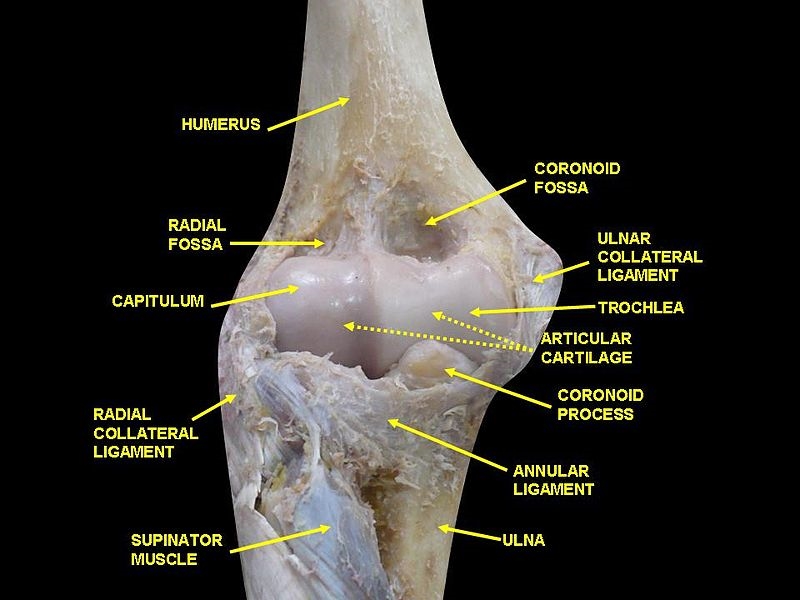 HUMERUS
CORONOID
FOSSA
RADIAL
FOSSA
ULNAR
COLLATERAL
LIGAMENT
CAPITULUM
TROCHLEA
ARTICULAR
CARTILAGE
CORONOID
PROCESS
RADIAL
COLLATERAL
LIGAMENT
ANNULAR
LIGAMENT
SUPINATOR
MUSCLE
ULNA